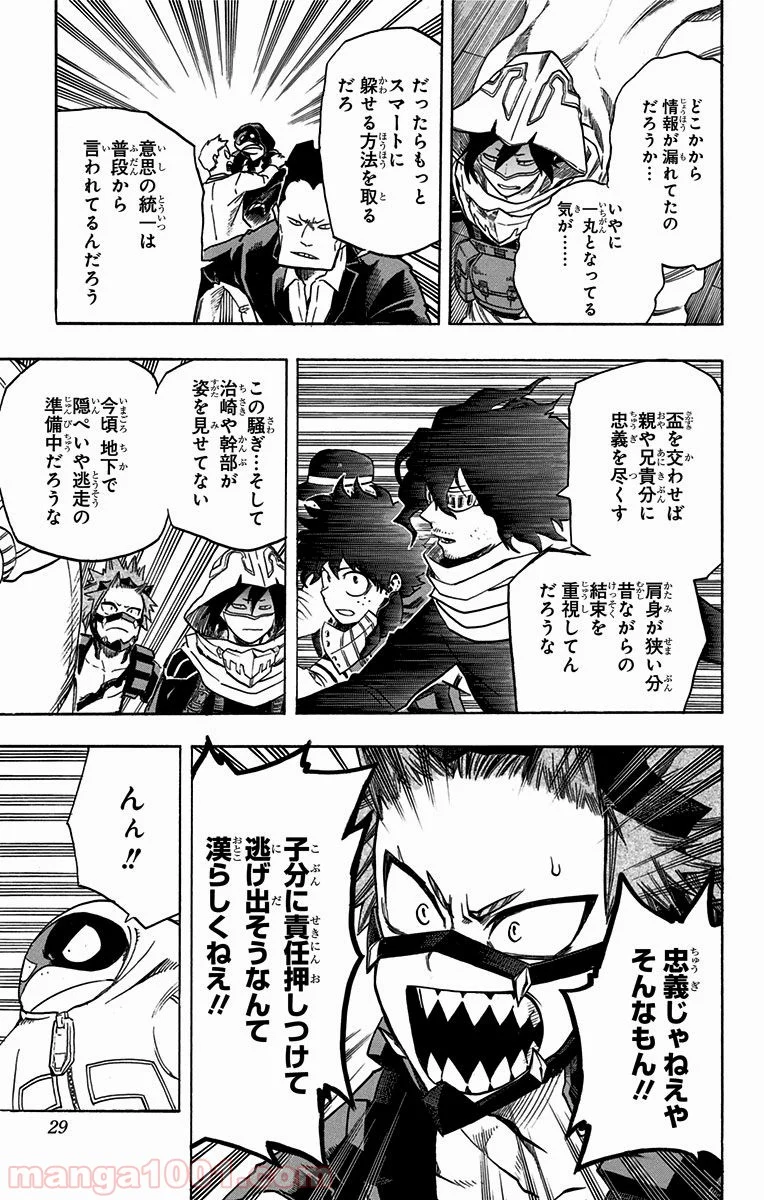 どこかから
情報が漏れてたの
だろうか…
いやに
一丸となってる
気が……
だったらもっと
スマートに
躱せる方法を取る
だろ
意思の統一は
普段から
言われてるんだろう
盃を交わせば
親や兄貴分に
忠義を尽くす
肩身が狭い分
昔ながらの
結束を
重視してん
だろうな
この騒ぎ…そして
治崎や幹部が
姿を見せてない
今頃 地下で
隠ぺいや逃走の
準備中だろうな
忠義じゃねえや
そんなもん!!
子分に責任押しつけて
逃げ出そうなんて
漢らしくねえ!!
んん!!
29
manga1001.com